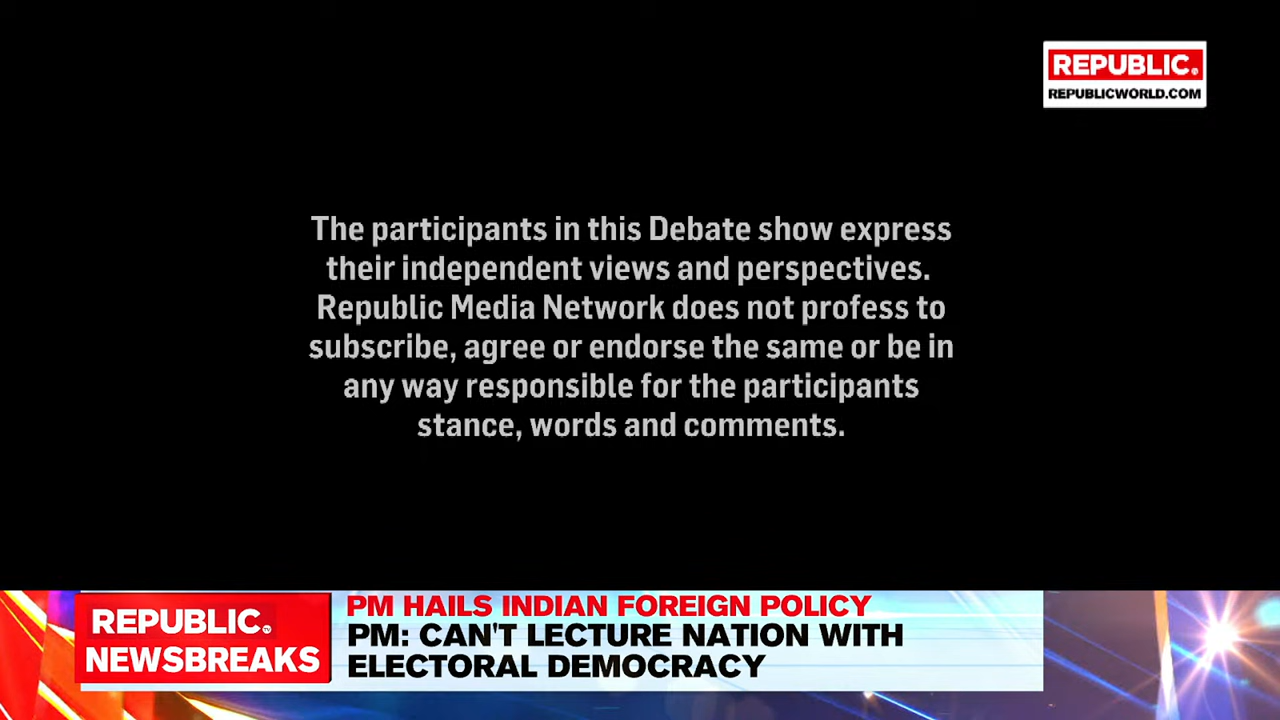 REPUBLIC.
REPUBLICWORLD.COM
The participants in this Debate show express
their independent views and perspectives.
Republic Media Network does not profess to
subscribe, agree or endorse the same or be in
any way responsible for the participants
stance, words and comments.
REPUBLIC.
NEWSBREAKS
PM HAILS INDIAN FOREIGN POLICY
PM: CAN'T LECTURE NATION WITH
ELECTORAL DEMOCRACY